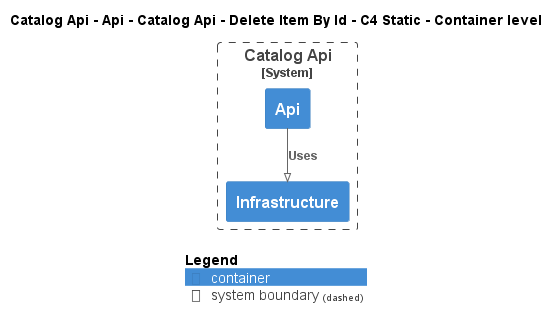 Catalog Api - Api - Catalog Api - Delete Item By Id - C4 Static - Container level
Catalog Api
[System]
Api
Uses
Infrastructure
Legend
container
system boundary (dashed)